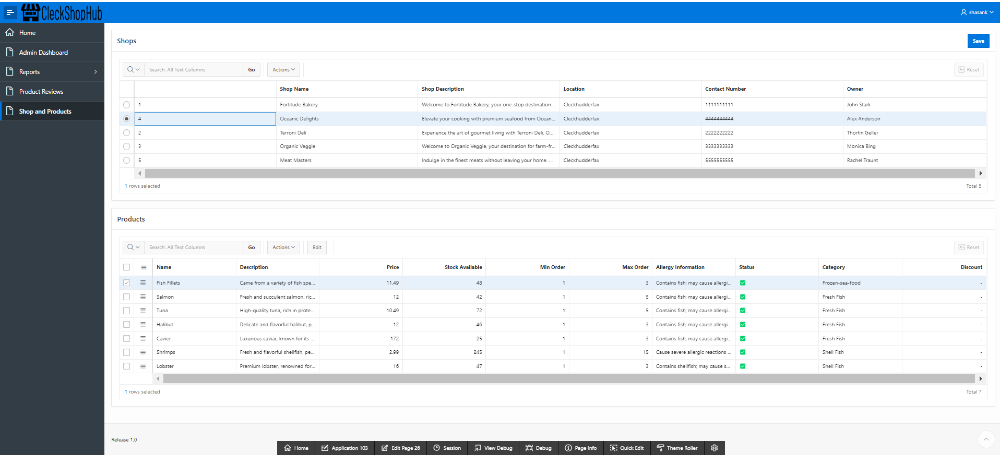 CleckShopHub
shasank
Home
Admin Dashboard
Reports
Product Reviews
Shop and Products
Shops
Save
Search: All Text Columns Go Actions Reset
Shop Name Shop Description Location Contact Number Owner
1 Fortitude Bakery Welcome to Fortitude Bakery, your one-stop destination... Cleckhudderfax 1111111111 John Stark
4 Oceanic Delights Elevate your cooking with premium seafood from Ocean... Cleckhudderfax 4444444444 Alex Anderson
2 Terroni Deli Experience the art of gourmet living with Terroni Deli. O... Cleckhudderfax 2222222222 Thorfin Geller
3 Organic Veggie Welcome to Organic Veggie, your destination for farm-fr... Cleckhudderfax 3333333333 Monica Bing
5 Meat Masters Indulge in the finest meats without leaving your home. ... Cleckhudderfax 5555555555 Rachel Traunt
1 rows selected Total 5
Products
Search: All Text Columns Go Actions Edit Reset
Name Description Price Stock Available Min Order Max Order Allergy Information Status Category Discount
Fish Fillets Came from a variety of fish spe... 11.49 48 1 3 Contains fish; may cause allergi... Frozen-sea-food -
Salmon Fresh and succulent salmon, ric... 12 42 1 5 Contains fish; may cause allergi... Fresh Fish -
Tuna High-quality tuna, rich in prote... 10.49 72 1 5 Contains fish; may cause allergi... Fresh Fish -
Halibut Delicate and flavorful halibut, p... 12 46 1 3 Contains fish; may cause allergi... Fresh Fish -
Cavier Luxurious caviar, known for its ... 172 25 1 3 Contains fish; may cause allergi... Fresh Fish -
Shrimps Fresh and flavorful shellfish, pe... 2.99 245 1 15 Cause severe allergic reactions ... Shell Fish -
Lobster Premium lobster, renowned for... 16 47 1 3 Contains shellfish; may cause s... Shell Fish -
1 rows selected Total 7
Release 1.0
Home Application 103 Edit Page 26 Session View Debug Debug Page Info Quick Edit Theme Roller